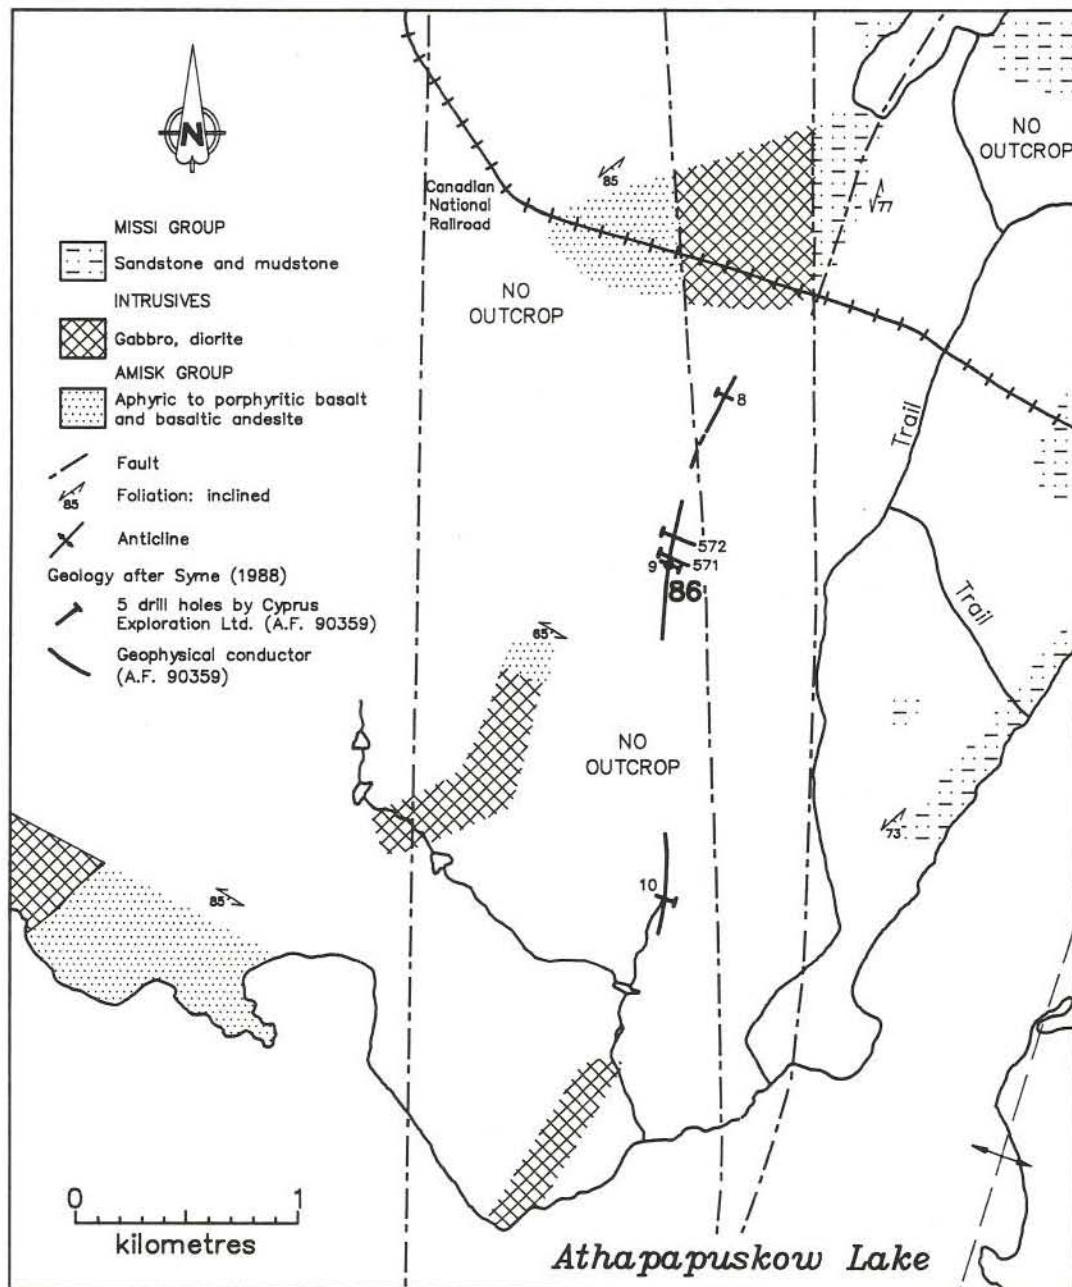 N
MISSI GROUP
Sandstone and mudstone
INTRUSIVES
Gabbro, diorite
AMISK GROUP
Aphyric to porphyritic basalt
and basaltic andesite
Fault
85
Foliation: inclined
Anticline
Geology after Syme (1988)
5 drill holes by Cyprus
Exploration Ltd. (A.F. 90359)
Geophysical conductor
(A.F. 90359)
Canadian
National
Railroad
85
NO
OUTCROP
77
NO
OUTCROP
8
Trail
572
571
9
86
Trail
65
NO
OUTCROP
73
85
10
0 1
kilometres
Athapapuskow Lake